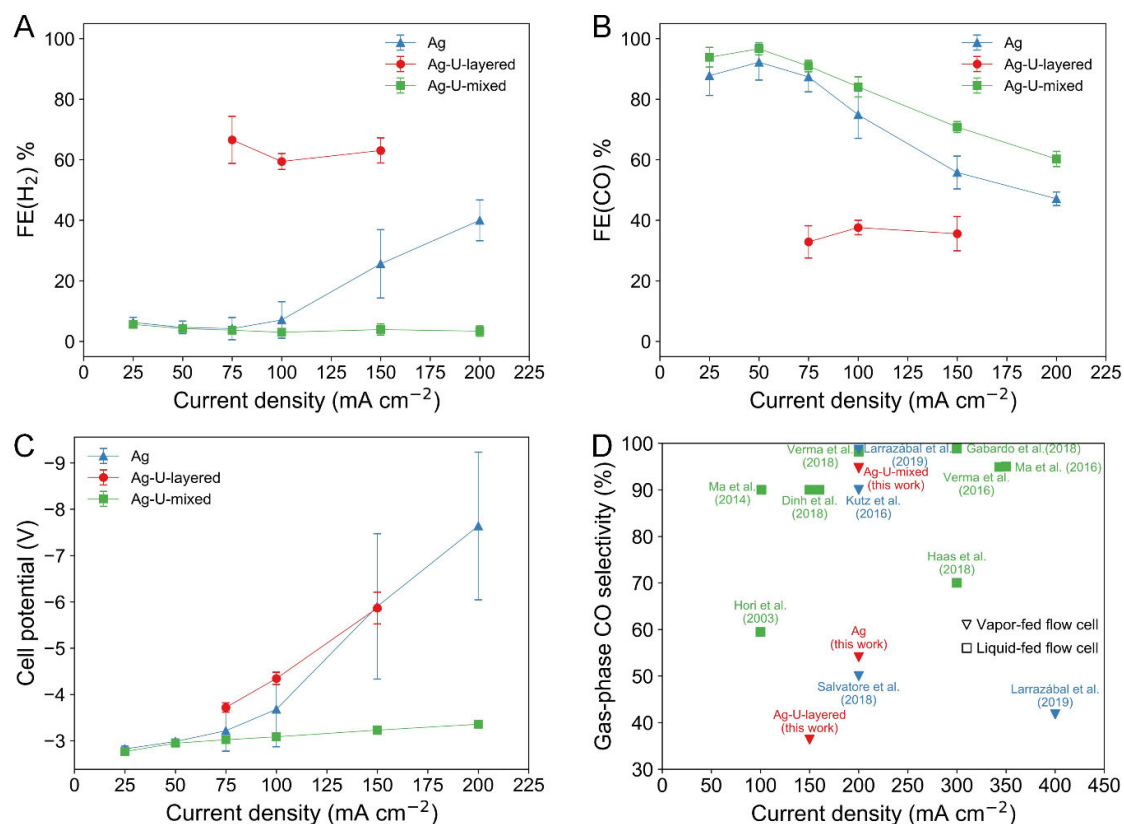 A
100
80
60
40
20
0
FE(H₂) %
Ag
Ag-U-layered
Ag-U-mixed
25 50 75 100 125 150 175 200 225
Current density (mA cm⁻²)
B
100
80
60
40
20
0
FE(CO) %
Ag
Ag-U-layered
Ag-U-mixed
25 50 75 100 125 150 175 200 225
Current density (mA cm⁻²)
C
−9
−8
−7
−6
−5
−4
−3
Cell potential (V)
Ag
Ag-U-layered
Ag-U-mixed
25 50 75 100 125 150 175 200 225
Current density (mA cm⁻²)
D
100
90
80
70
60
50
40
30
Gas-phase CO selectivity (%)
Verma et al.
(2018)
Larrazábal et al.
(2019)
Gabardo et al.(2018)
Ag-U-mixed
(this work)
Ma et al.
(2014)
Dinh et al.
(2018)
Kutz et al.
(2016)
Verma et al.
(2016)
Ma et al. (2016)
Haas et al.
(2018)
Hori et al.
(2003)
Vapor-fed flow cell
Liquid-fed flow cell
Ag
(this work)
Salvatore et al.
(2018)
Ag-U-layered
(this work)
Larrazábal et al.
(2019)
0 50 100 150 200 250 300 350 400 450
Current density (mA cm⁻²)